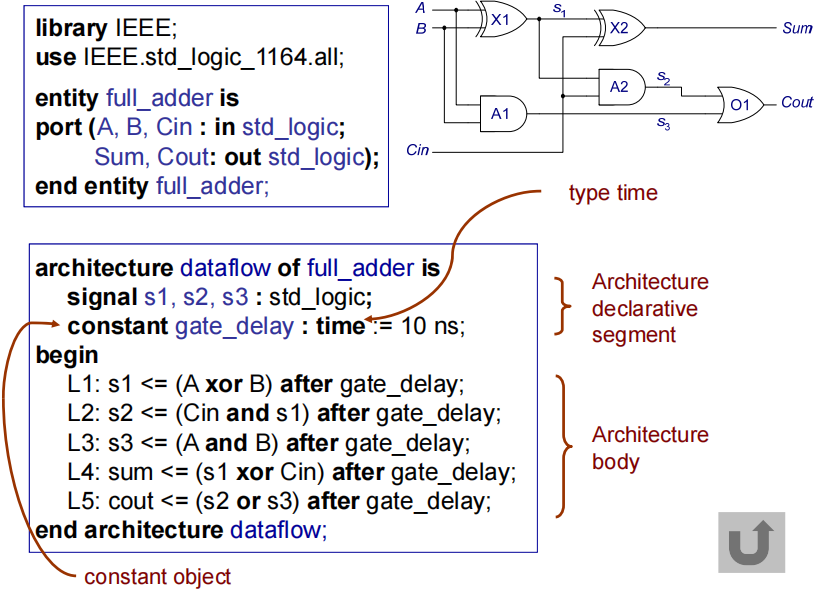 library IEEE;
use IEEE.std_logic_1164.all;
entity full_adder is
port (A, B, Cin : in std_logic;
Sum, Cout: out std_logic);
end entity full_adder;
A
B
Cin
X1
s1
X2
Sum
A1
A2
s2
s3
O1
Cout
type time
architecture dataflow of full_adder is
signal s1, s2, s3 : std_logic;
constant gate_delay : time := 10 ns;
begin
L1: s1 <= (A xor B) after gate_delay;
L2: s2 <= (Cin and s1) after gate_delay;
L3: s3 <= (A and B) after gate_delay;
L4: sum <= (s1 xor Cin) after gate_delay;
L5: cout <= (s2 or s3) after gate_delay;
end architecture dataflow;
Architecture
declarative
segment
Architecture
body
constant object